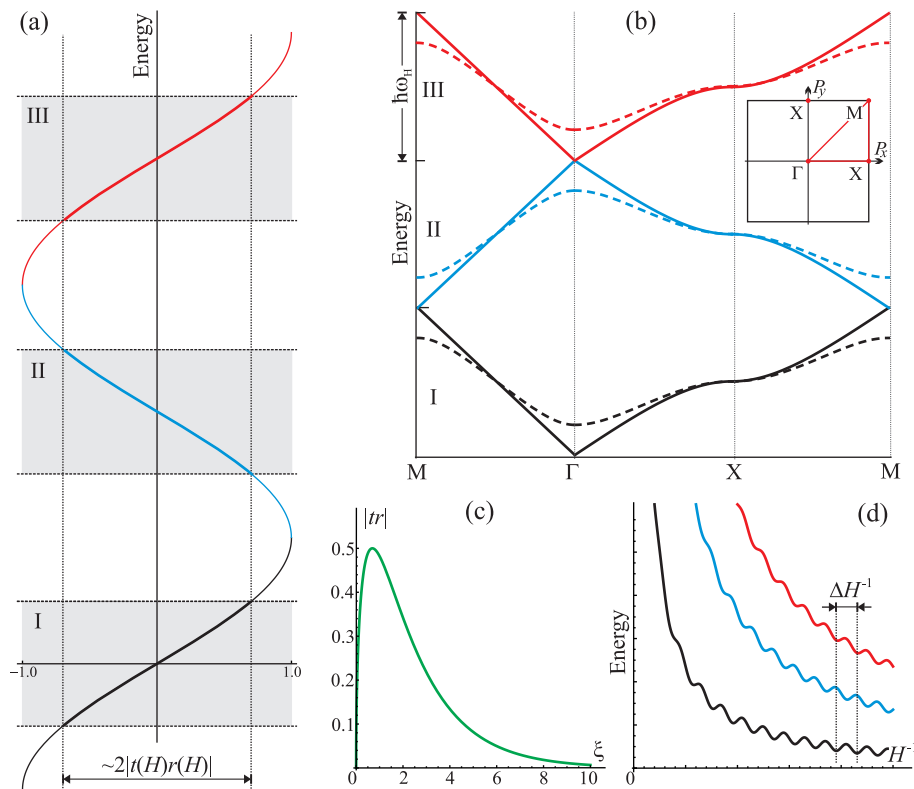 (a)
Energy
III
II
I
−1.0
1.0
~2|t(H)r(H)|
(b)
ħω_H
Energy
III
II
I
P_y
X
M
Γ
X
P_x
M
Γ
X
M
(c)
|tr|
0.5
0.4
0.3
0.2
0.1
0
2
4
6
8
10
ξ
(d)
Energy
ΔH⁻¹
0
H⁻¹